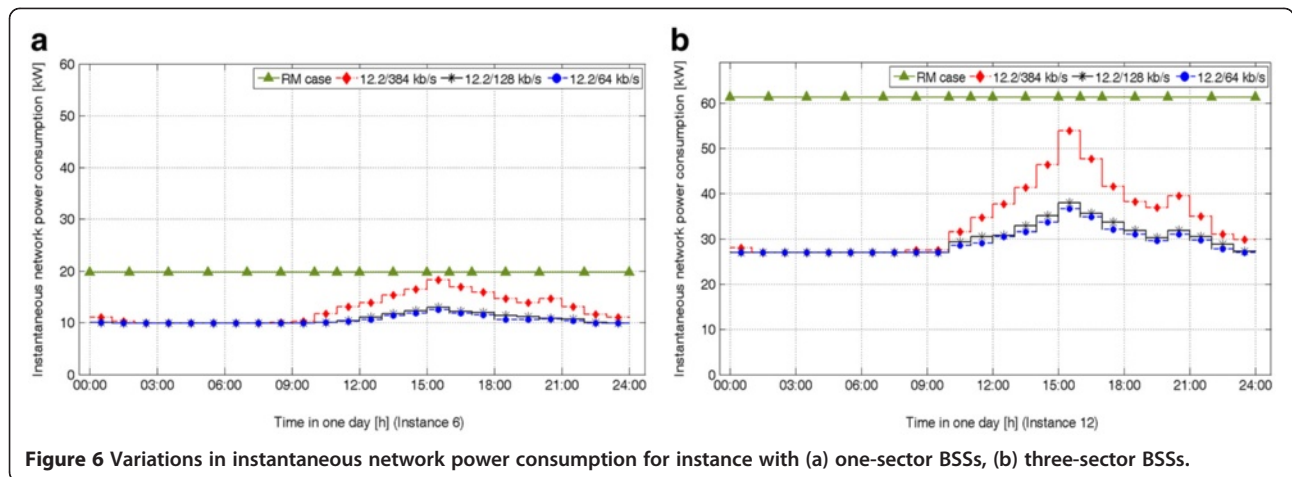 a
Instantaneous network power consumption [kW]
60
50
40
30
20
10
0
RM case 12.2/384 kb/s 12.2/128 kb/s 12.2/64 kb/s
00:00 03:00 06:00 09:00 12:00 15:00 18:00 21:00 24:00
Time in one day [h] (Instance 6)
b
Instantaneous network power consumption [kW]
60
50
40
30
20
10
0
RM case 12.2/384 kb/s 12.2/128 kb/s 12.2/64 kb/s
00:00 03:00 06:00 09:00 12:00 15:00 18:00 21:00 24:00
Time in one day [h] (Instance 12)
Figure 6 Variations in instantaneous network power consumption for instance with (a) one-sector BSSs, (b) three-sector BSSs.